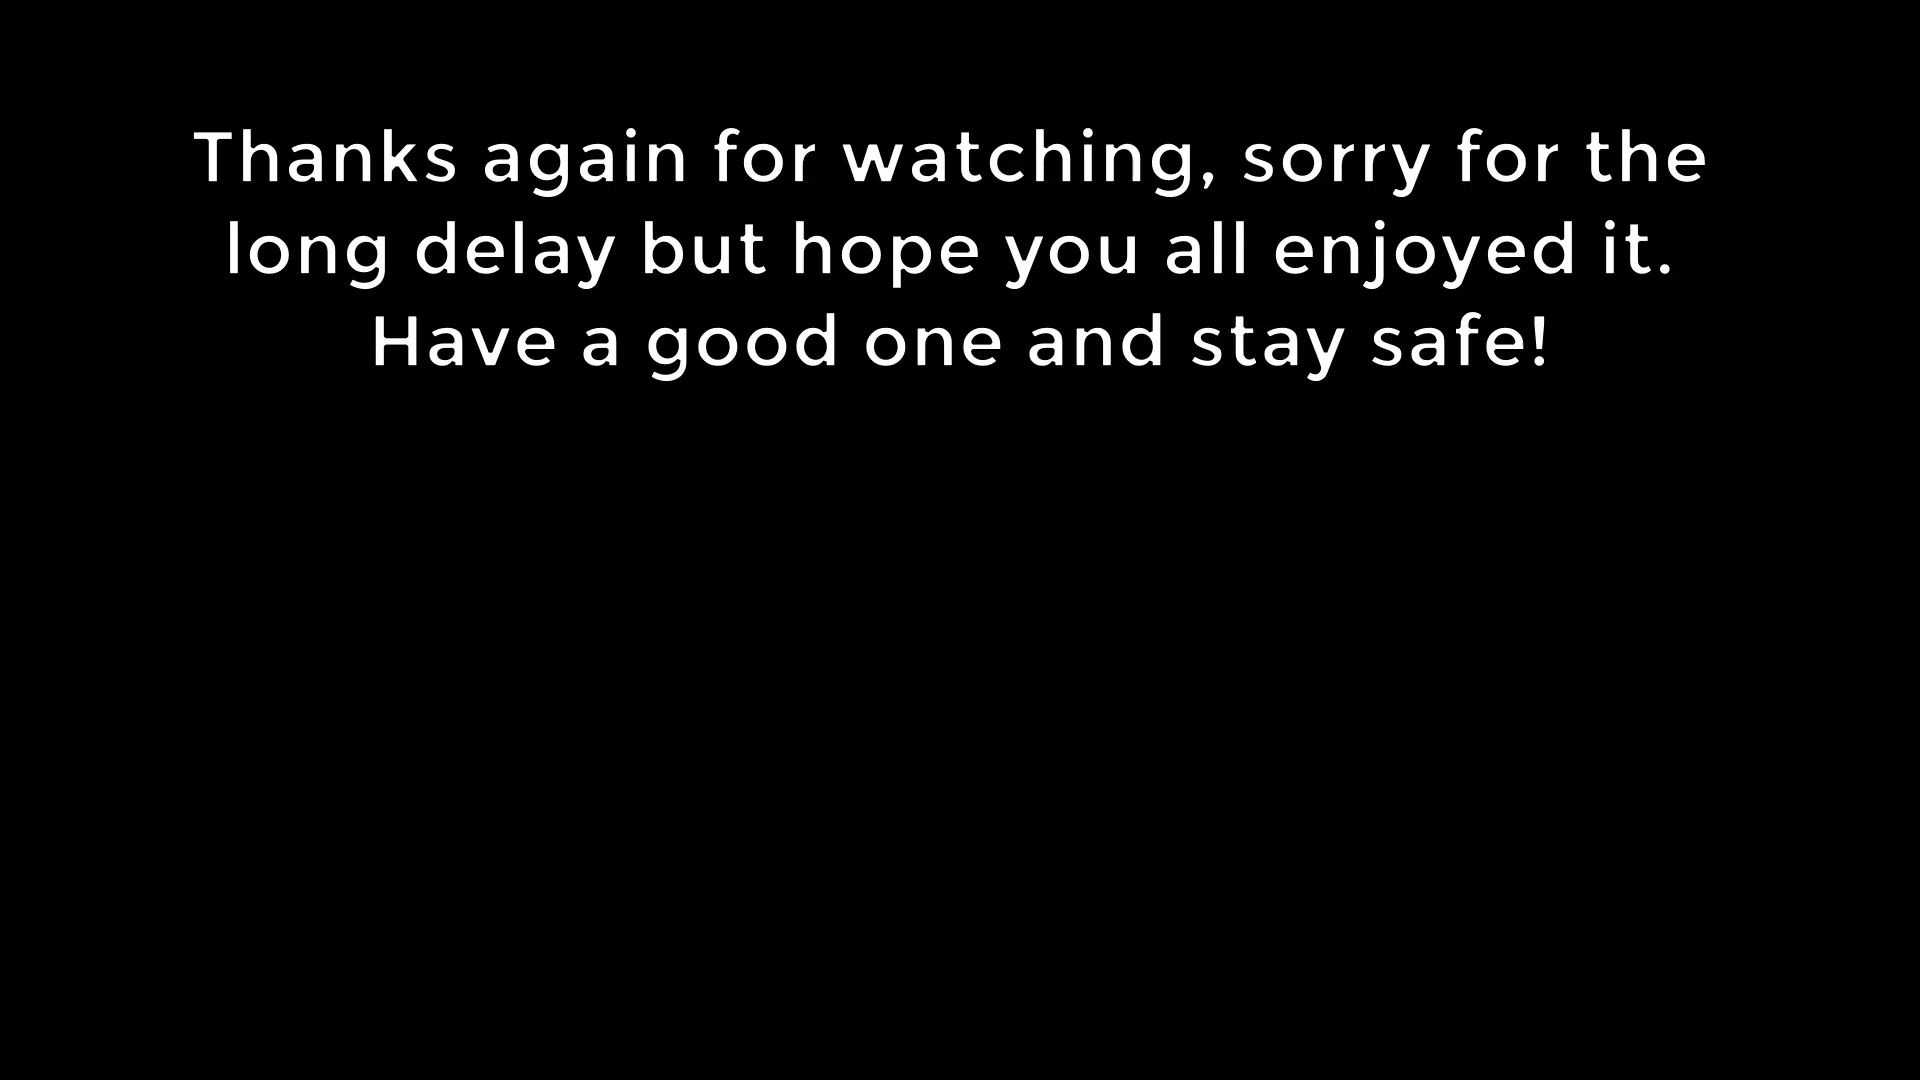 Thanks again for watching, sorry for the
long delay but hope you all enjoyed it.
Have a good one and stay safe!